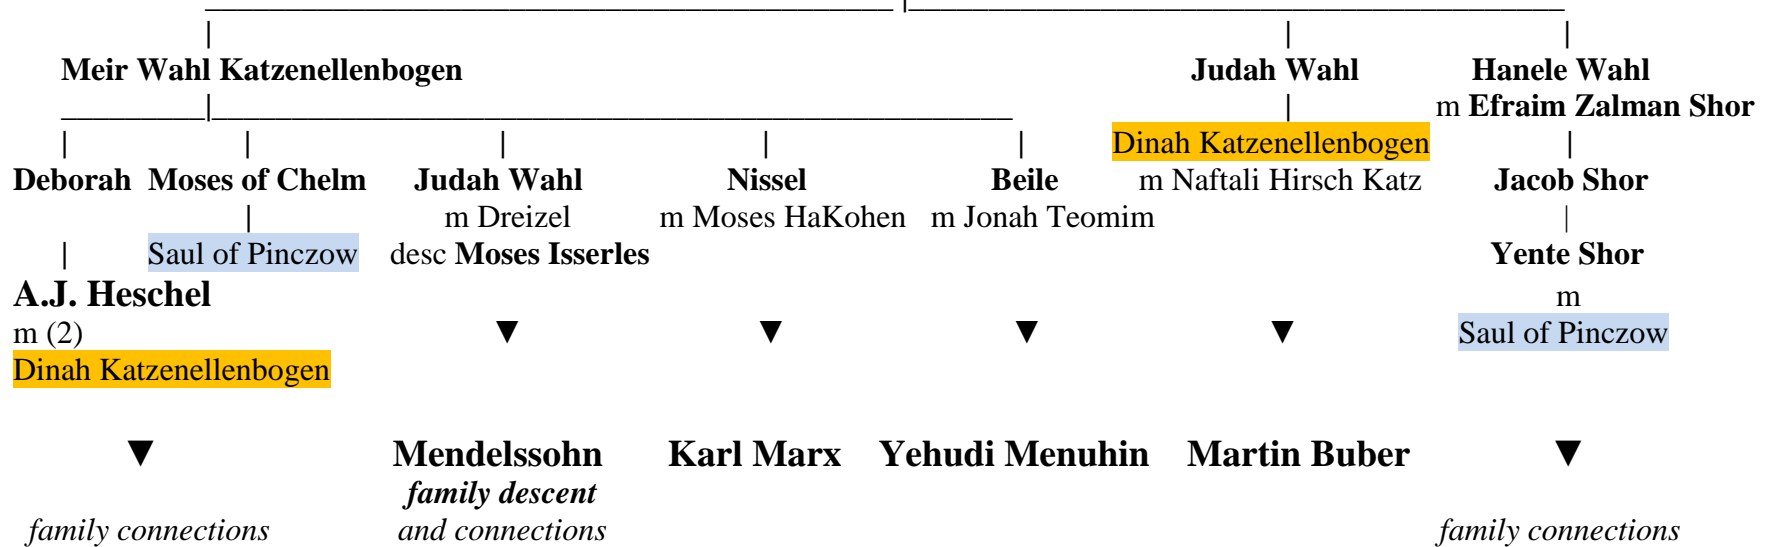 Meir Wahl Katzenellenbogen Judah Wahl Hanele Wahl
m Efraim Zalman Shor
Dinah Katzenellenbogen
Deborah Moses of Chelm Judah Wahl Nissel Beile m Naftali Hirsch Katz Jacob Shor
m Dreizel m Moses HaKohen m Jonah Teomim
Saul of Pinczow desc Moses Isserles Yente Shor
A.J. Heschel m
m (2) ▼ ▼ ▼ ▼ Saul of Pinczow
Dinah Katzenellenbogen
▼ Mendelssohn Karl Marx Yehudi Menuhin Martin Buber ▼
family descent
family connections and connections family connections